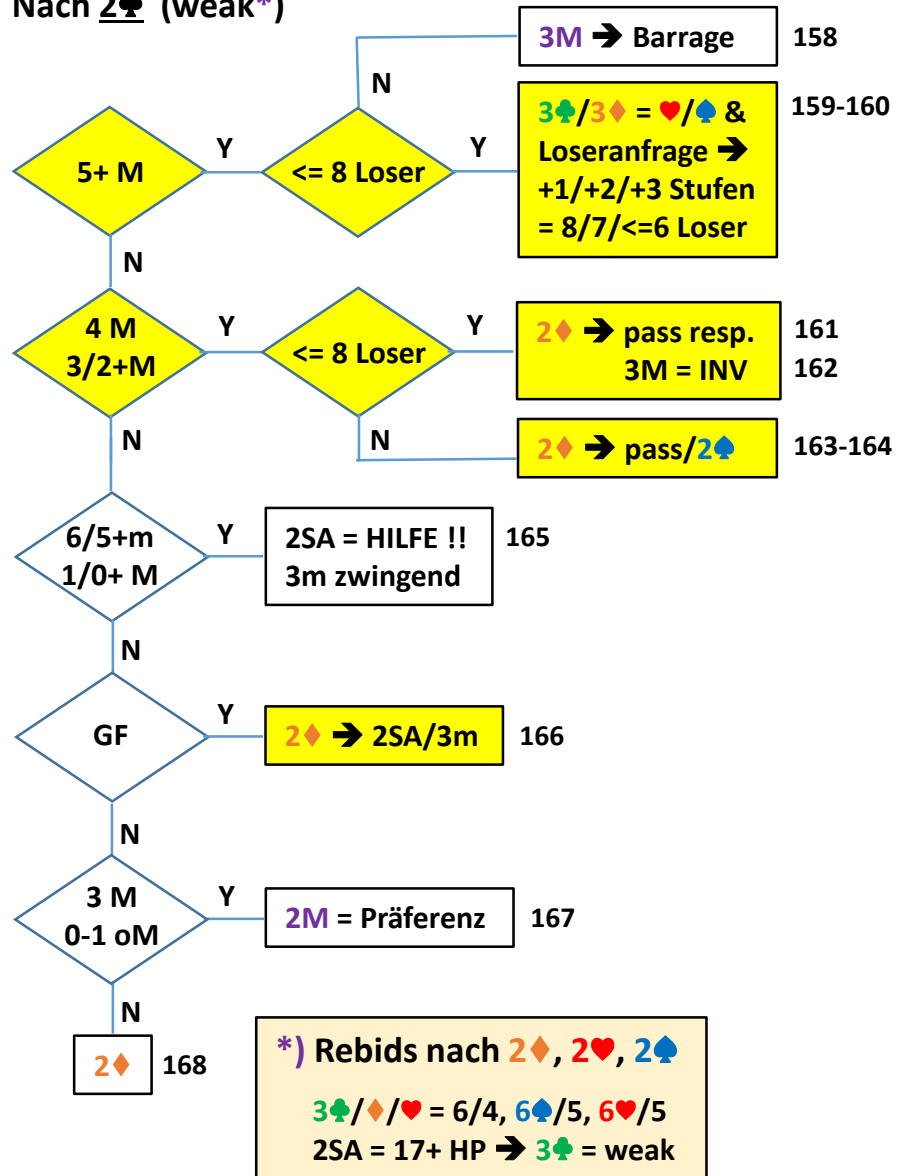 Nach 2♣ (weak*)
3M ➔ Barrage
158
N
5+ M
Y
<= 8 Loser
Y
3♣/3♦ = ♥/♠ &
Loseranfrage ➔
+1/+2/+3 Stufen
= 8/7/<=6 Loser
159-160
N
4 M
3/2+M
Y
<= 8 Loser
Y
2♦ ➔ pass resp.
3M = INV
161
162
N
N
2♦ ➔ pass/2♠
163-164
6/5+m
1/0+ M
Y
2SA = HILFE !!
3m zwingend
165
N
GF
Y
2♦ ➔ 2SA/3m
166
N
3 M
0-1 oM
Y
2M = Präferenz
167
N
2♦
168
*) Rebids nach 2♦, 2♥, 2♠
3♣/♦/♥ = 6/4, 6♠/5, 6♥/5
2SA = 17+ HP ➔ 3♣ = weak